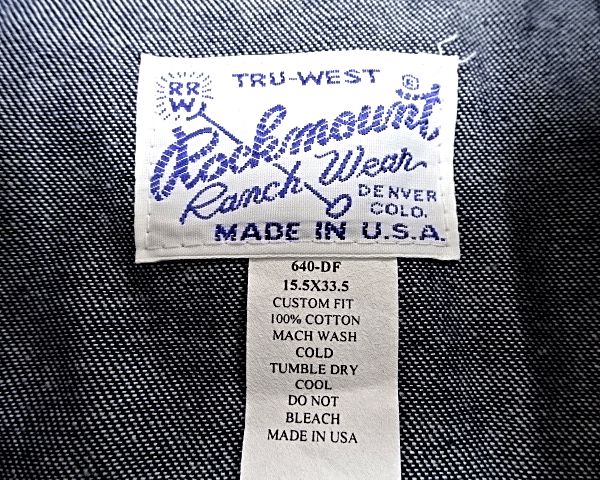 TRU-WEST
RR
W
®
Rockmount
Ranch Wear
DENVER
COLO.
MADE IN U.S.A.
640-DF
15.5X33.5
CUSTOM FIT
100% COTTON
MACH WASH
COLD
TUMBLE DRY
COOL
DO NOT
BLEACH
MADE IN USA